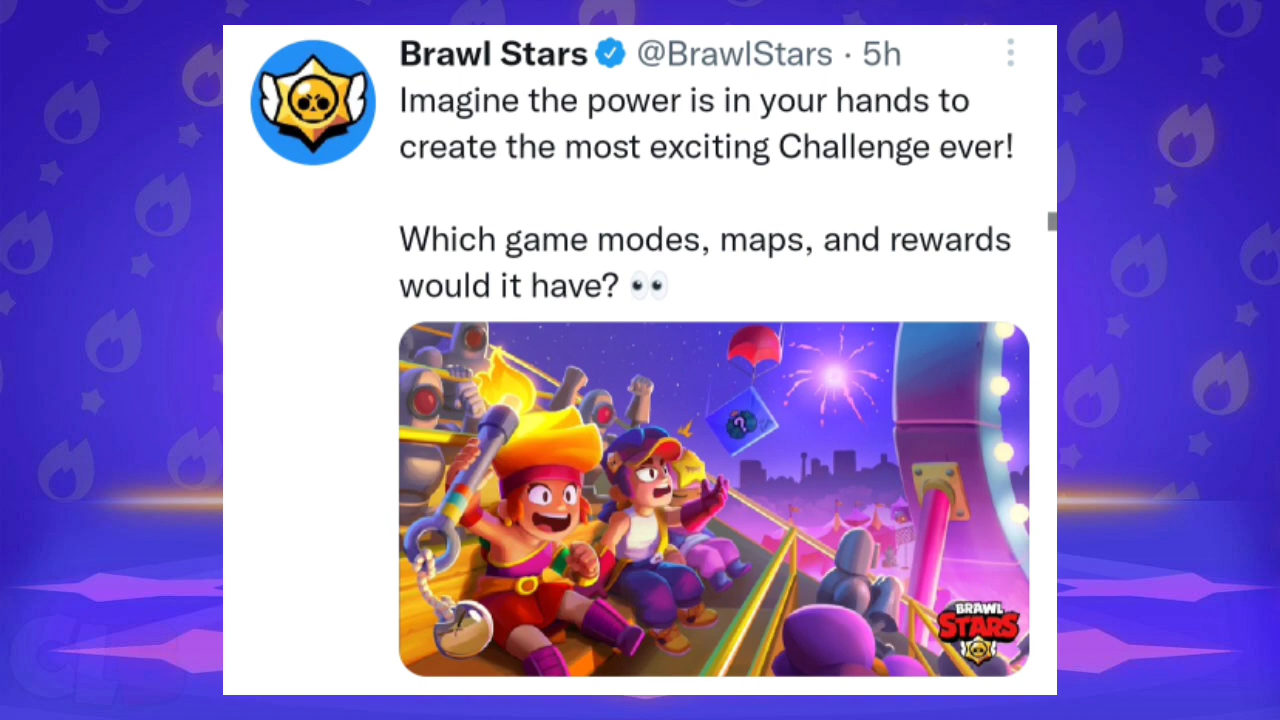 Brawl Stars @BrawlStars · 5h
Imagine the power is in your hands to
create the most exciting Challenge ever!
Which game modes, maps, and rewards
would it have? 👀
?
BRAWL
STARS